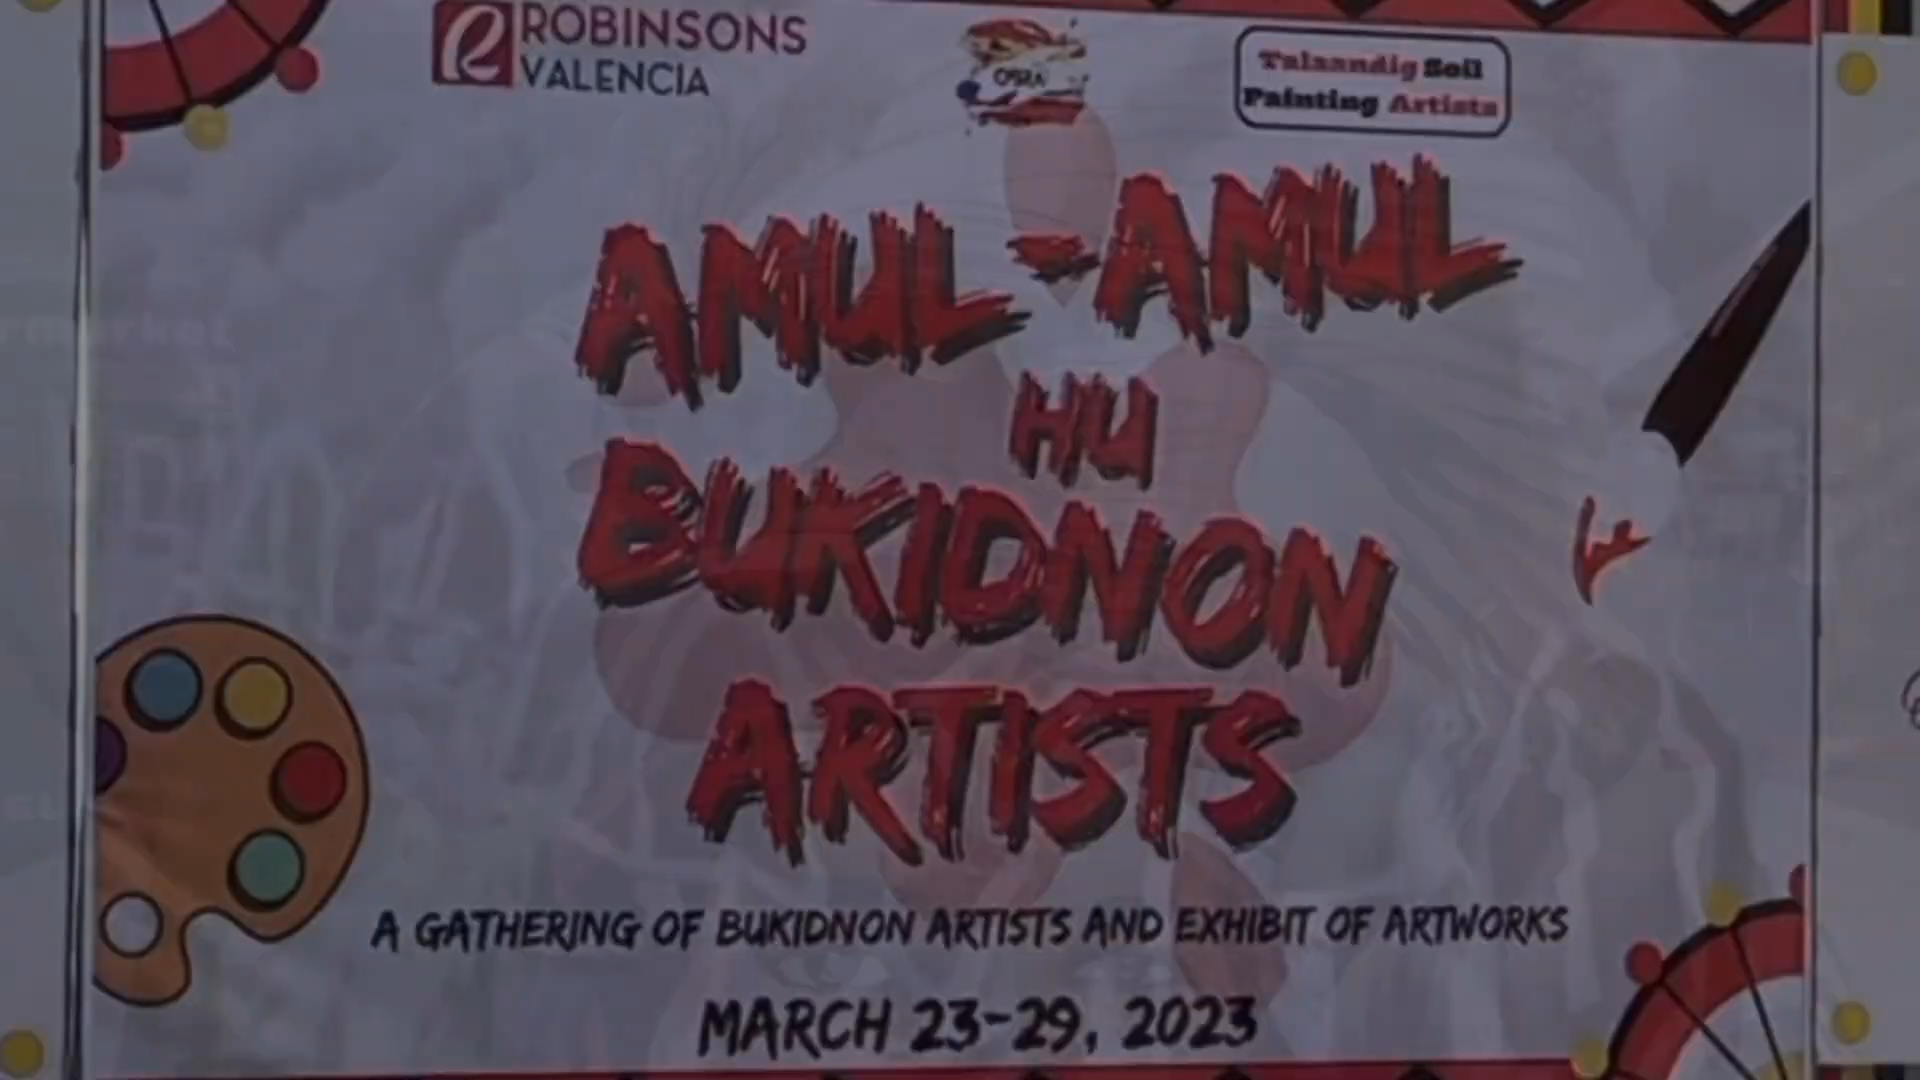 ROBINSONS
VALENCIA
OSRA
Talaandig Soil
Painting Artists
AMUL-AMUL
HU
BUKIDNON
ARTISTS
A GATHERING OF BUKIDNON ARTISTS AND EXHIBIT OF ARTWORKS
MARCH 23-29, 2023